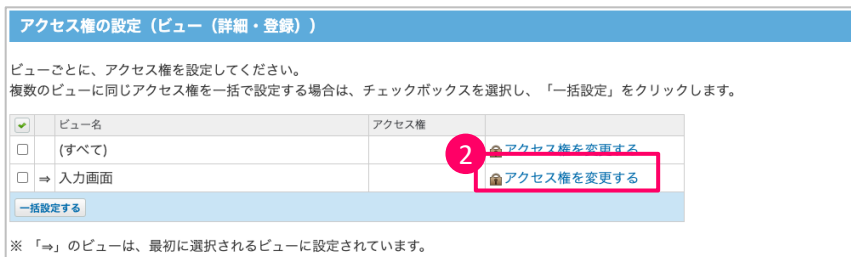 アクセス権の設定（ビュー（詳細・登録））
ビューごとに、アクセス権を設定してください。
複数のビューに同じアクセス権を一括で設定する場合は、チェックボックスを選択し、「一括設定」をクリックします。
ビュー名 アクセス権
(すべて) アクセス権を変更する
2
⇒ 入力画面 アクセス権を変更する
一括設定する
※ 「⇒」のビューは、最初に選択されるビューに設定されています。